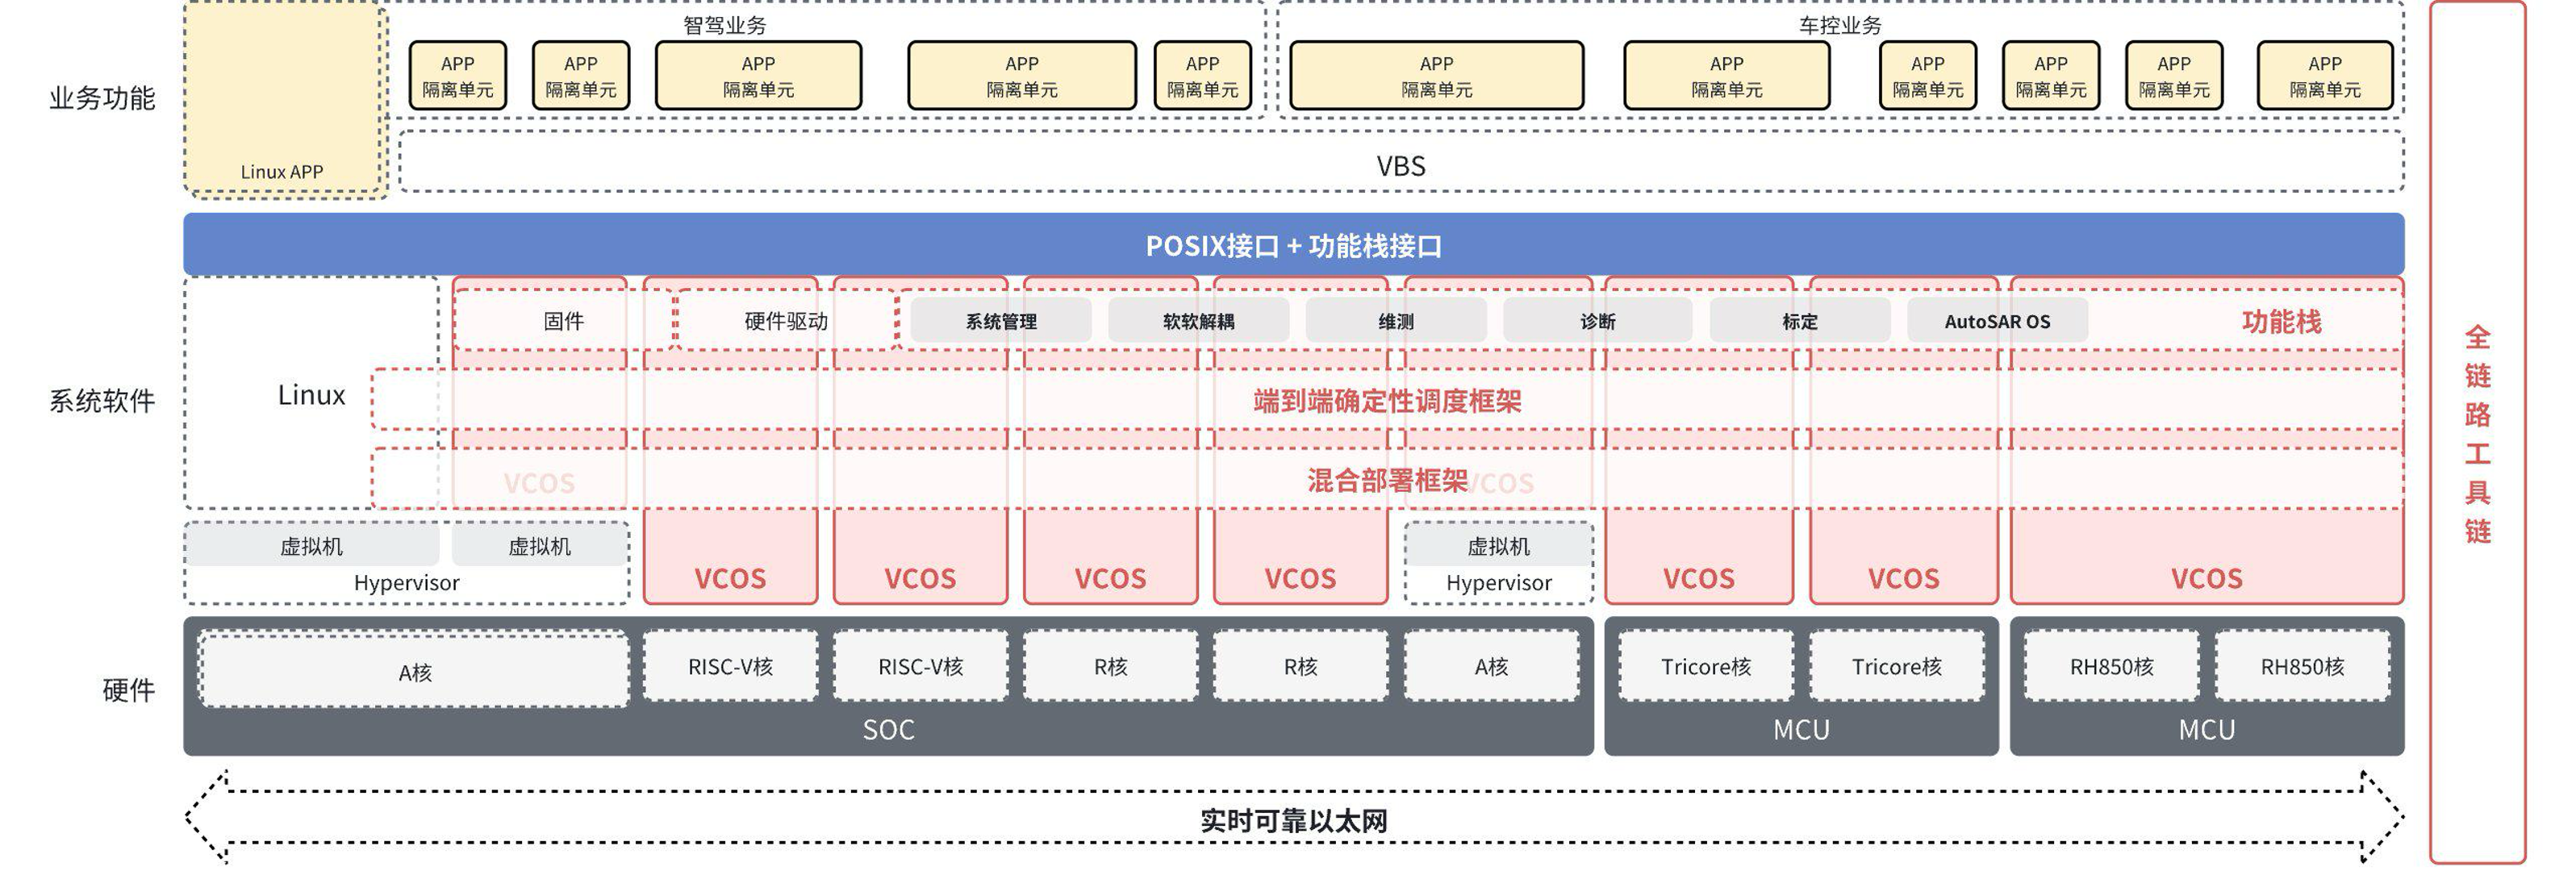 智驾业务
车控业务
APP
隔离单元
APP
隔离单元
APP
隔离单元
APP
隔离单元
APP
隔离单元
APP
隔离单元
APP
隔离单元
APP
隔离单元
APP
隔离单元
APP
隔离单元
APP
隔离单元
业务功能
Linux APP
VBS
POSIX接口 + 功能栈接口
固件
硬件驱动
系统管理
软软解耦
维测
诊断
标定
AutoSAR OS
功能栈
系统软件
Linux
端到端确定性调度框架
VCOS
混合部署框架
VCOS
虚拟机
虚拟机
Hypervisor
VCOS
VCOS
VCOS
VCOS
虚拟机
Hypervisor
VCOS
VCOS
VCOS
硬件
A核
RISC-V核
RISC-V核
R核
R核
A核
SOC
Tricore核
Tricore核
MCU
RH850核
RH850核
MCU
实时可靠以太网
全
链
路
工
具
链